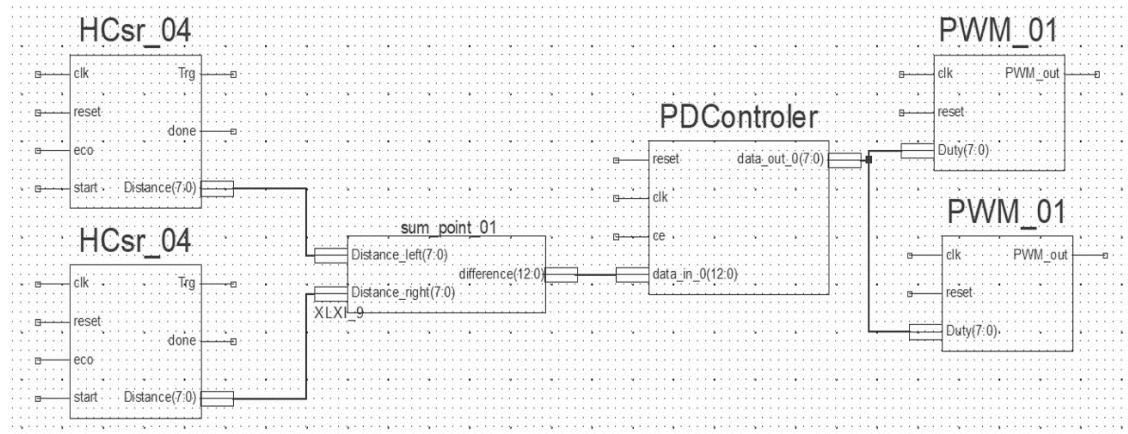 HCsr_04
clk Trg
reset
done
eco
start Distance(7:0)
HCsr_04
clk Trg
reset
done
eco
start Distance(7:0)
sum_point_01
Distance_left(7:0)
difference(12:0)
Distance_right(7:0)
XLXI_9
PDControler
reset data_out_0(7:0)
clk
ce
data_in_0(12:0)
PWM_01
clk PWM_out
reset
Duty(7:0)
PWM_01
clk PWM_out
reset
Duty(7:0)